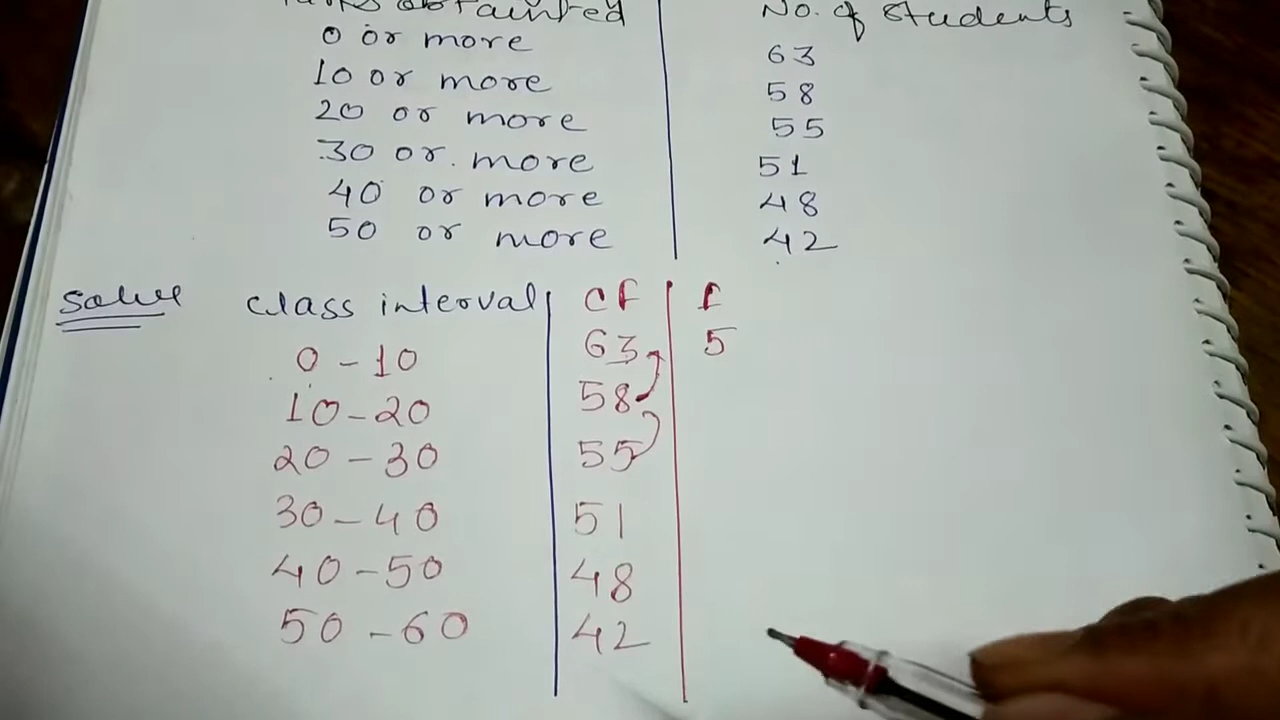 obtainted No. of students
0 or more 63
10 or more 58
20 or more 55
30 or more 51
40 or more 48
50 or more 42
Solve class interval cf f
0 - 10 63 5
10 - 20 58
20 - 30 55
30 - 40 51
40 - 50 48
50 - 60 42